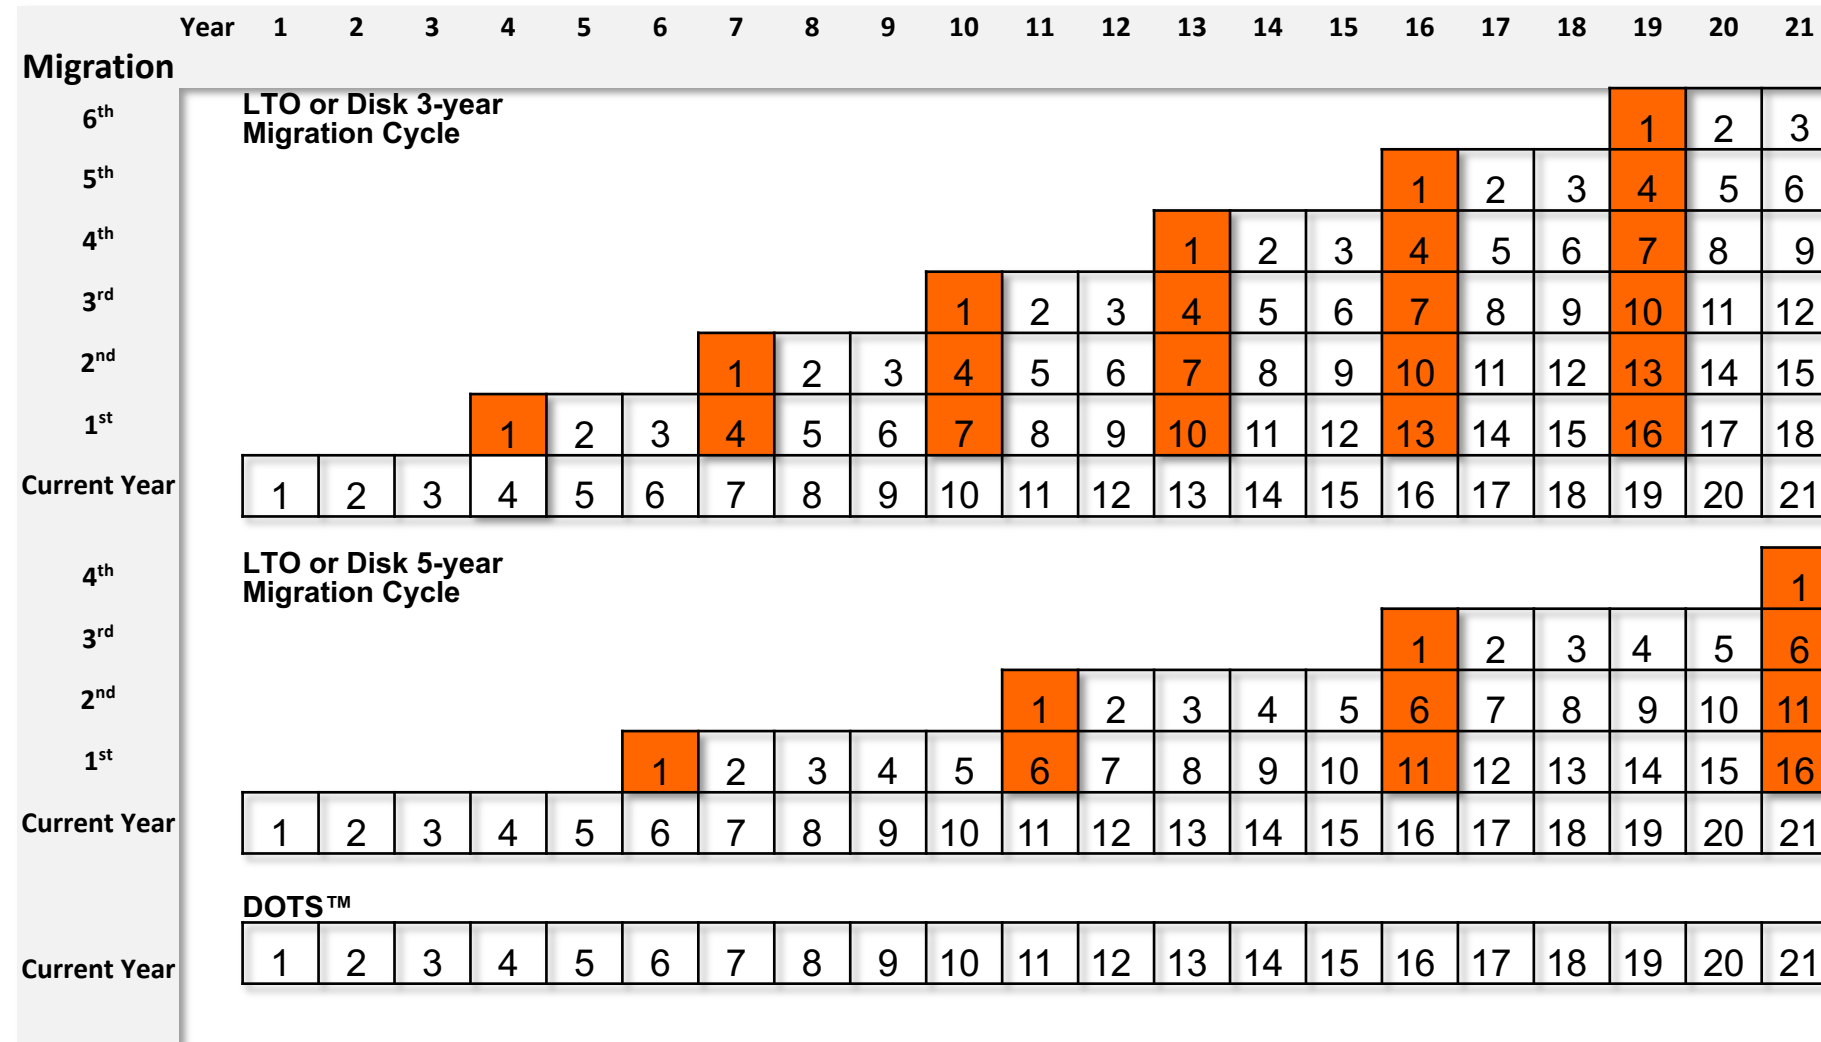 Year 1 2 3 4 5 6 7 8 9 10 11 12 13 14 15 16 17 18 19 20 21
Migration
LTO or Disk 3-year
Migration Cycle
6th 1 2 3
5th 1 2 3 4 5 6
4th 1 2 3 4 5 6 7 8 9
3rd 1 2 3 4 5 6 7 8 9 10 11 12
2nd 1 2 3 4 5 6 7 8 9 10 11 12 13 14 15
1st 1 2 3 4 5 6 7 8 9 10 11 12 13 14 15 16 17 18
Current Year 1 2 3 4 5 6 7 8 9 10 11 12 13 14 15 16 17 18 19 20 21
LTO or Disk 5-year
Migration Cycle
4th 1
3rd 1 2 3 4 5 6
2nd 1 2 3 4 5 6 7 8 9 10 11
1st 1 2 3 4 5 6 7 8 9 10 11 12 13 14 15 16
Current Year 1 2 3 4 5 6 7 8 9 10 11 12 13 14 15 16 17 18 19 20 21
DOTS™
Current Year 1 2 3 4 5 6 7 8 9 10 11 12 13 14 15 16 17 18 19 20 21